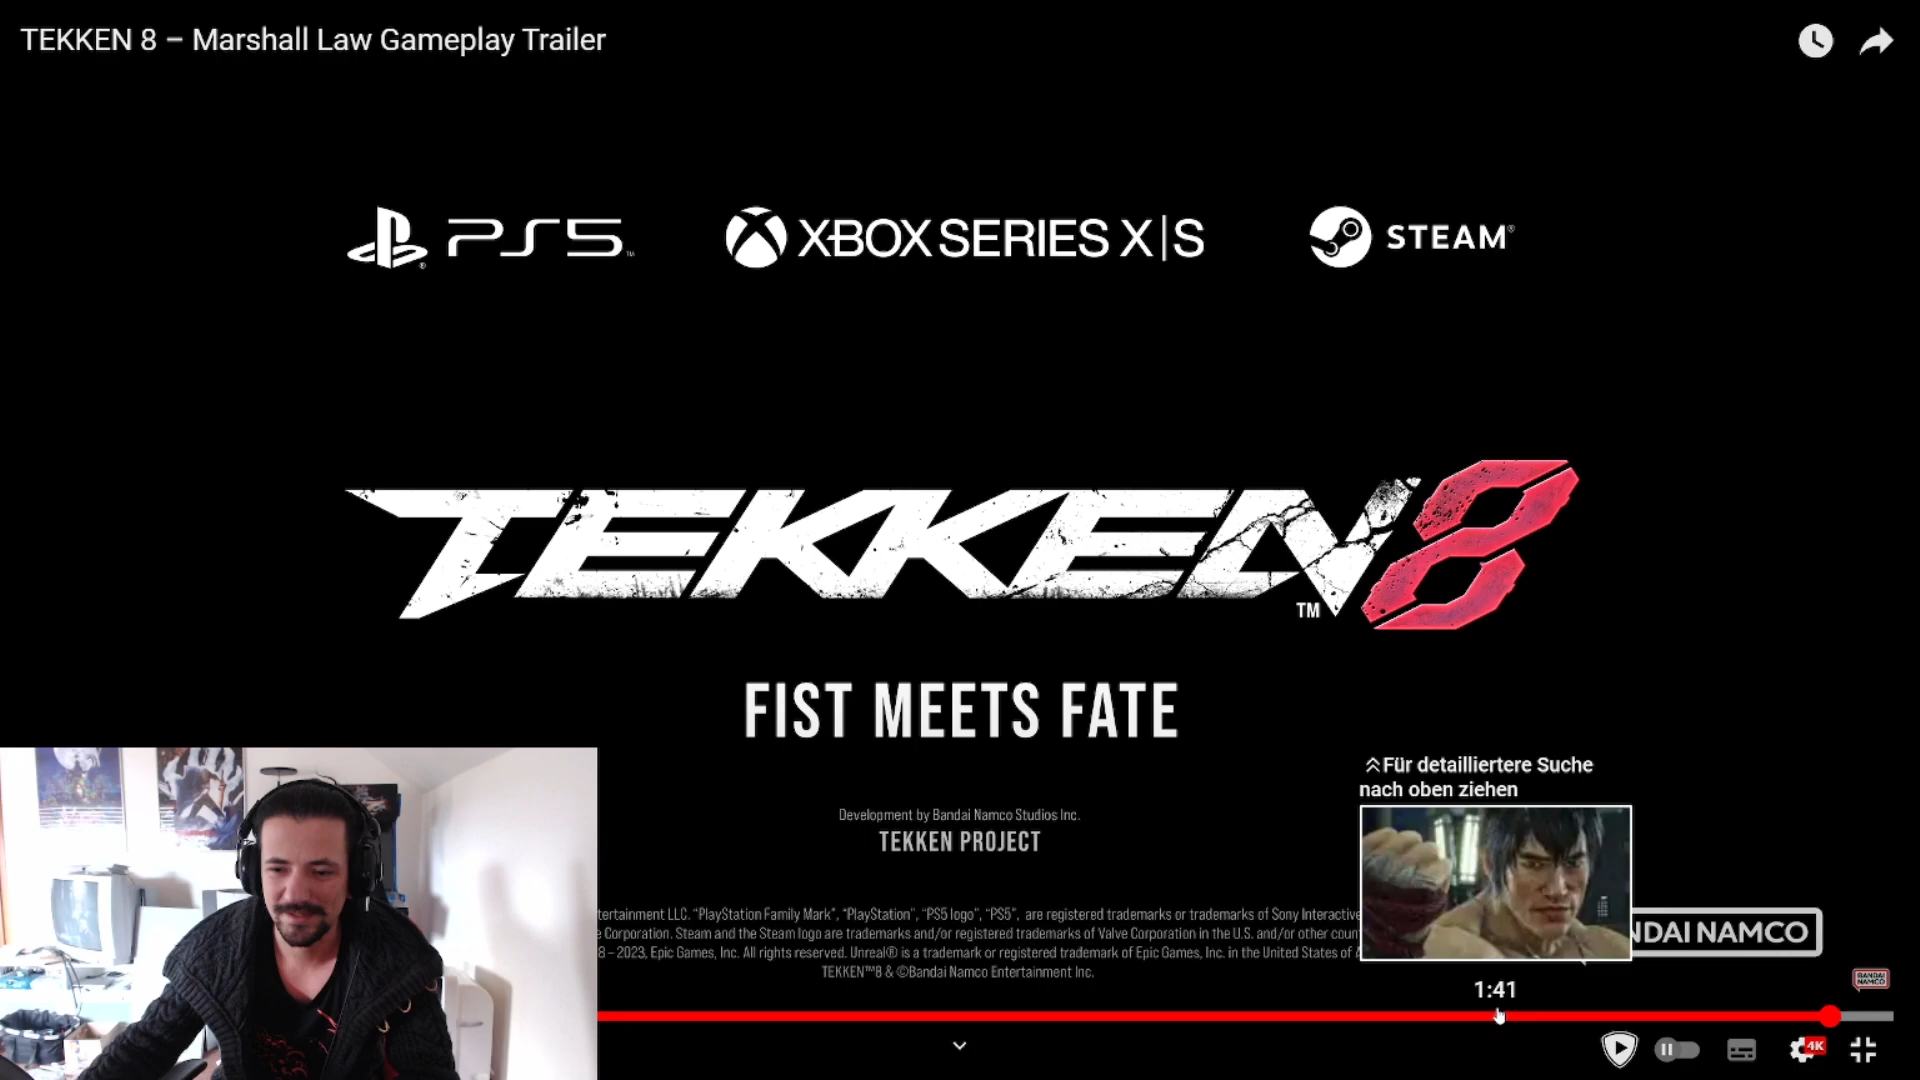 TEKKEN 8 – Marshall Law Gameplay Trailer
PS5™
XBOX SERIES X|S
STEAM®
TEKKEN 8
TM
FIST MEETS FATE
Für detailliertere Suche
nach oben ziehen
Development by Bandai Namco Studios Inc.
TEKKEN PROJECT
tertainment LLC. “PlayStation Family Mark”, “PlayStation”, “PS5 logo”, “PS5”, are registered trademarks or trademarks of Sony Interactive
e Corporation. Steam and the Steam logo are trademarks and/or registered trademarks of Valve Corporation in the U.S. and/or other coun
8 – 2023, Epic Games, Inc. All rights reserved. Unreal® is a trademark or registered trademark of Epic Games, Inc. in the United States of
TEKKEN™8 & ©Bandai Namco Entertainment Inc.
NDAI NAMCO
BANDAI
NAMCO
1:41
4K